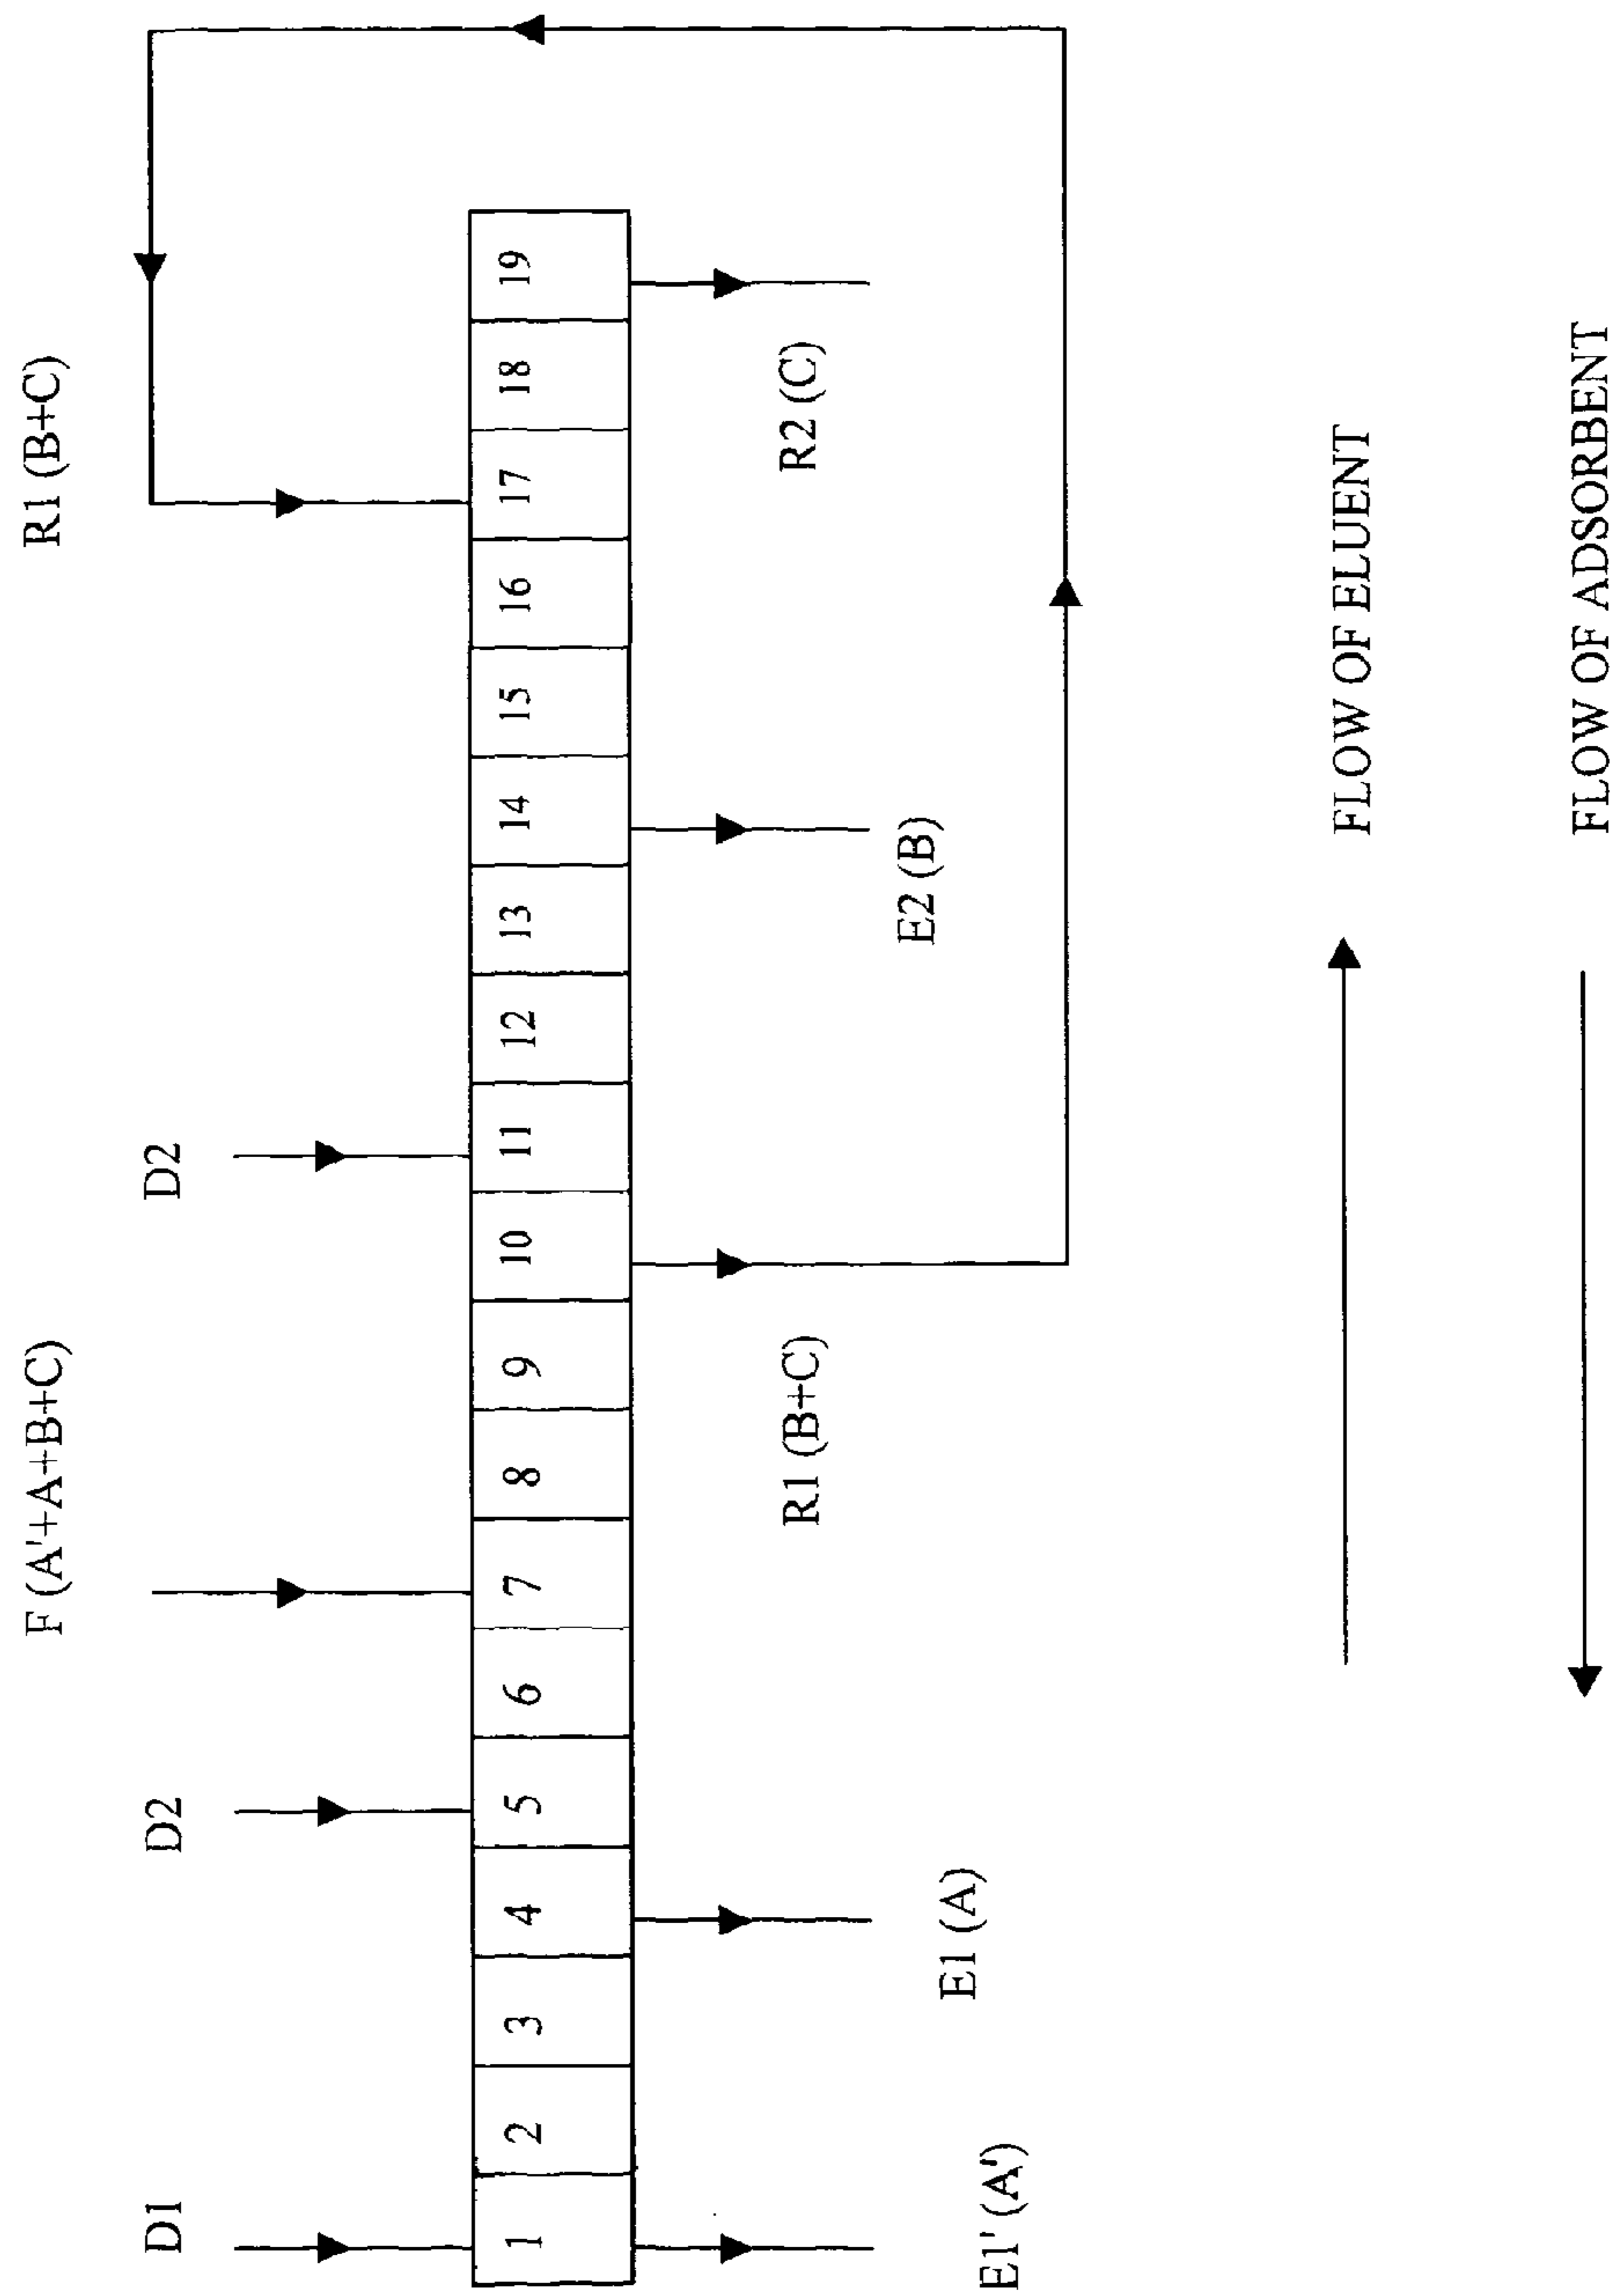 F (A'+A+B+C)
R1 (B+C)
D1
D2
D2
1
2
3
4
5
6
7
8
9
10
11
12
13
14
15
16
17
18
19
R1 (B+C)
R2 (C)
E1' (A')
E1 (A)
E2 (B)
FLOW OF ELUENT
FLOW OF ADSORBENT